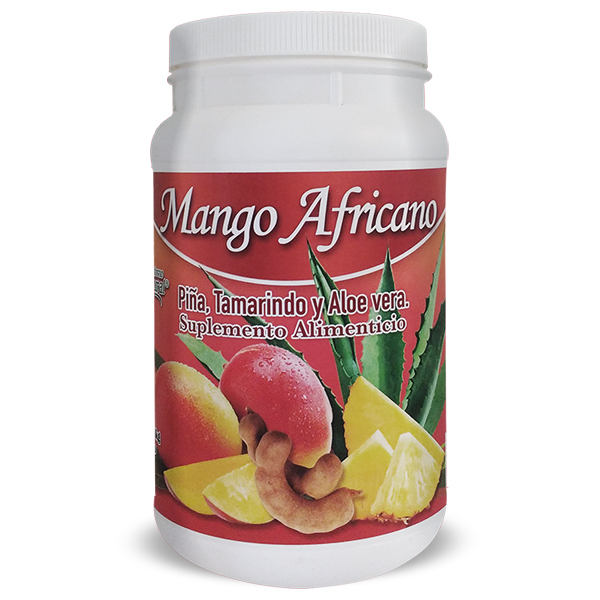 Mango Africano
Piña, Tamarindo y Aloe vera.
Suplemento Alimenticio